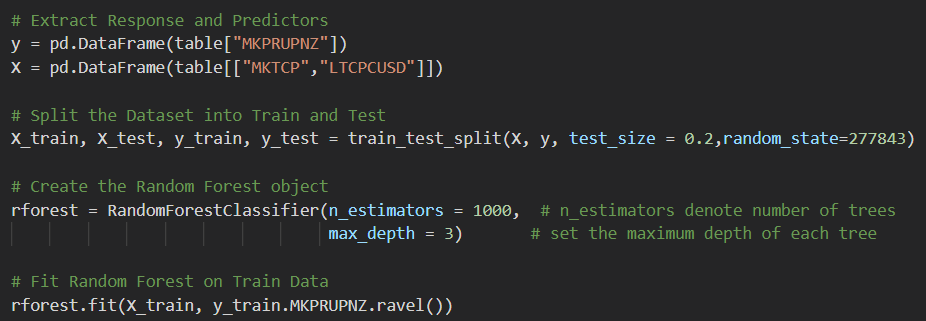 # Extract Response and Predictors
y = pd.DataFrame(table["MKPRUPNZ"])
X = pd.DataFrame(table[["MKTCP","LTCPCUSD"]])
# Split the Dataset into Train and Test
X_train, X_test, y_train, y_test = train_test_split(X, y, test_size = 0.2,random_state=277843)
# Create the Random Forest object
rforest = RandomForestClassifier(n_estimators = 1000,  # n_estimators denote number of trees
max_depth = 3)       # set the maximum depth of each tree
# Fit Random Forest on Train Data
rforest.fit(X_train, y_train.MKPRUPNZ.ravel())